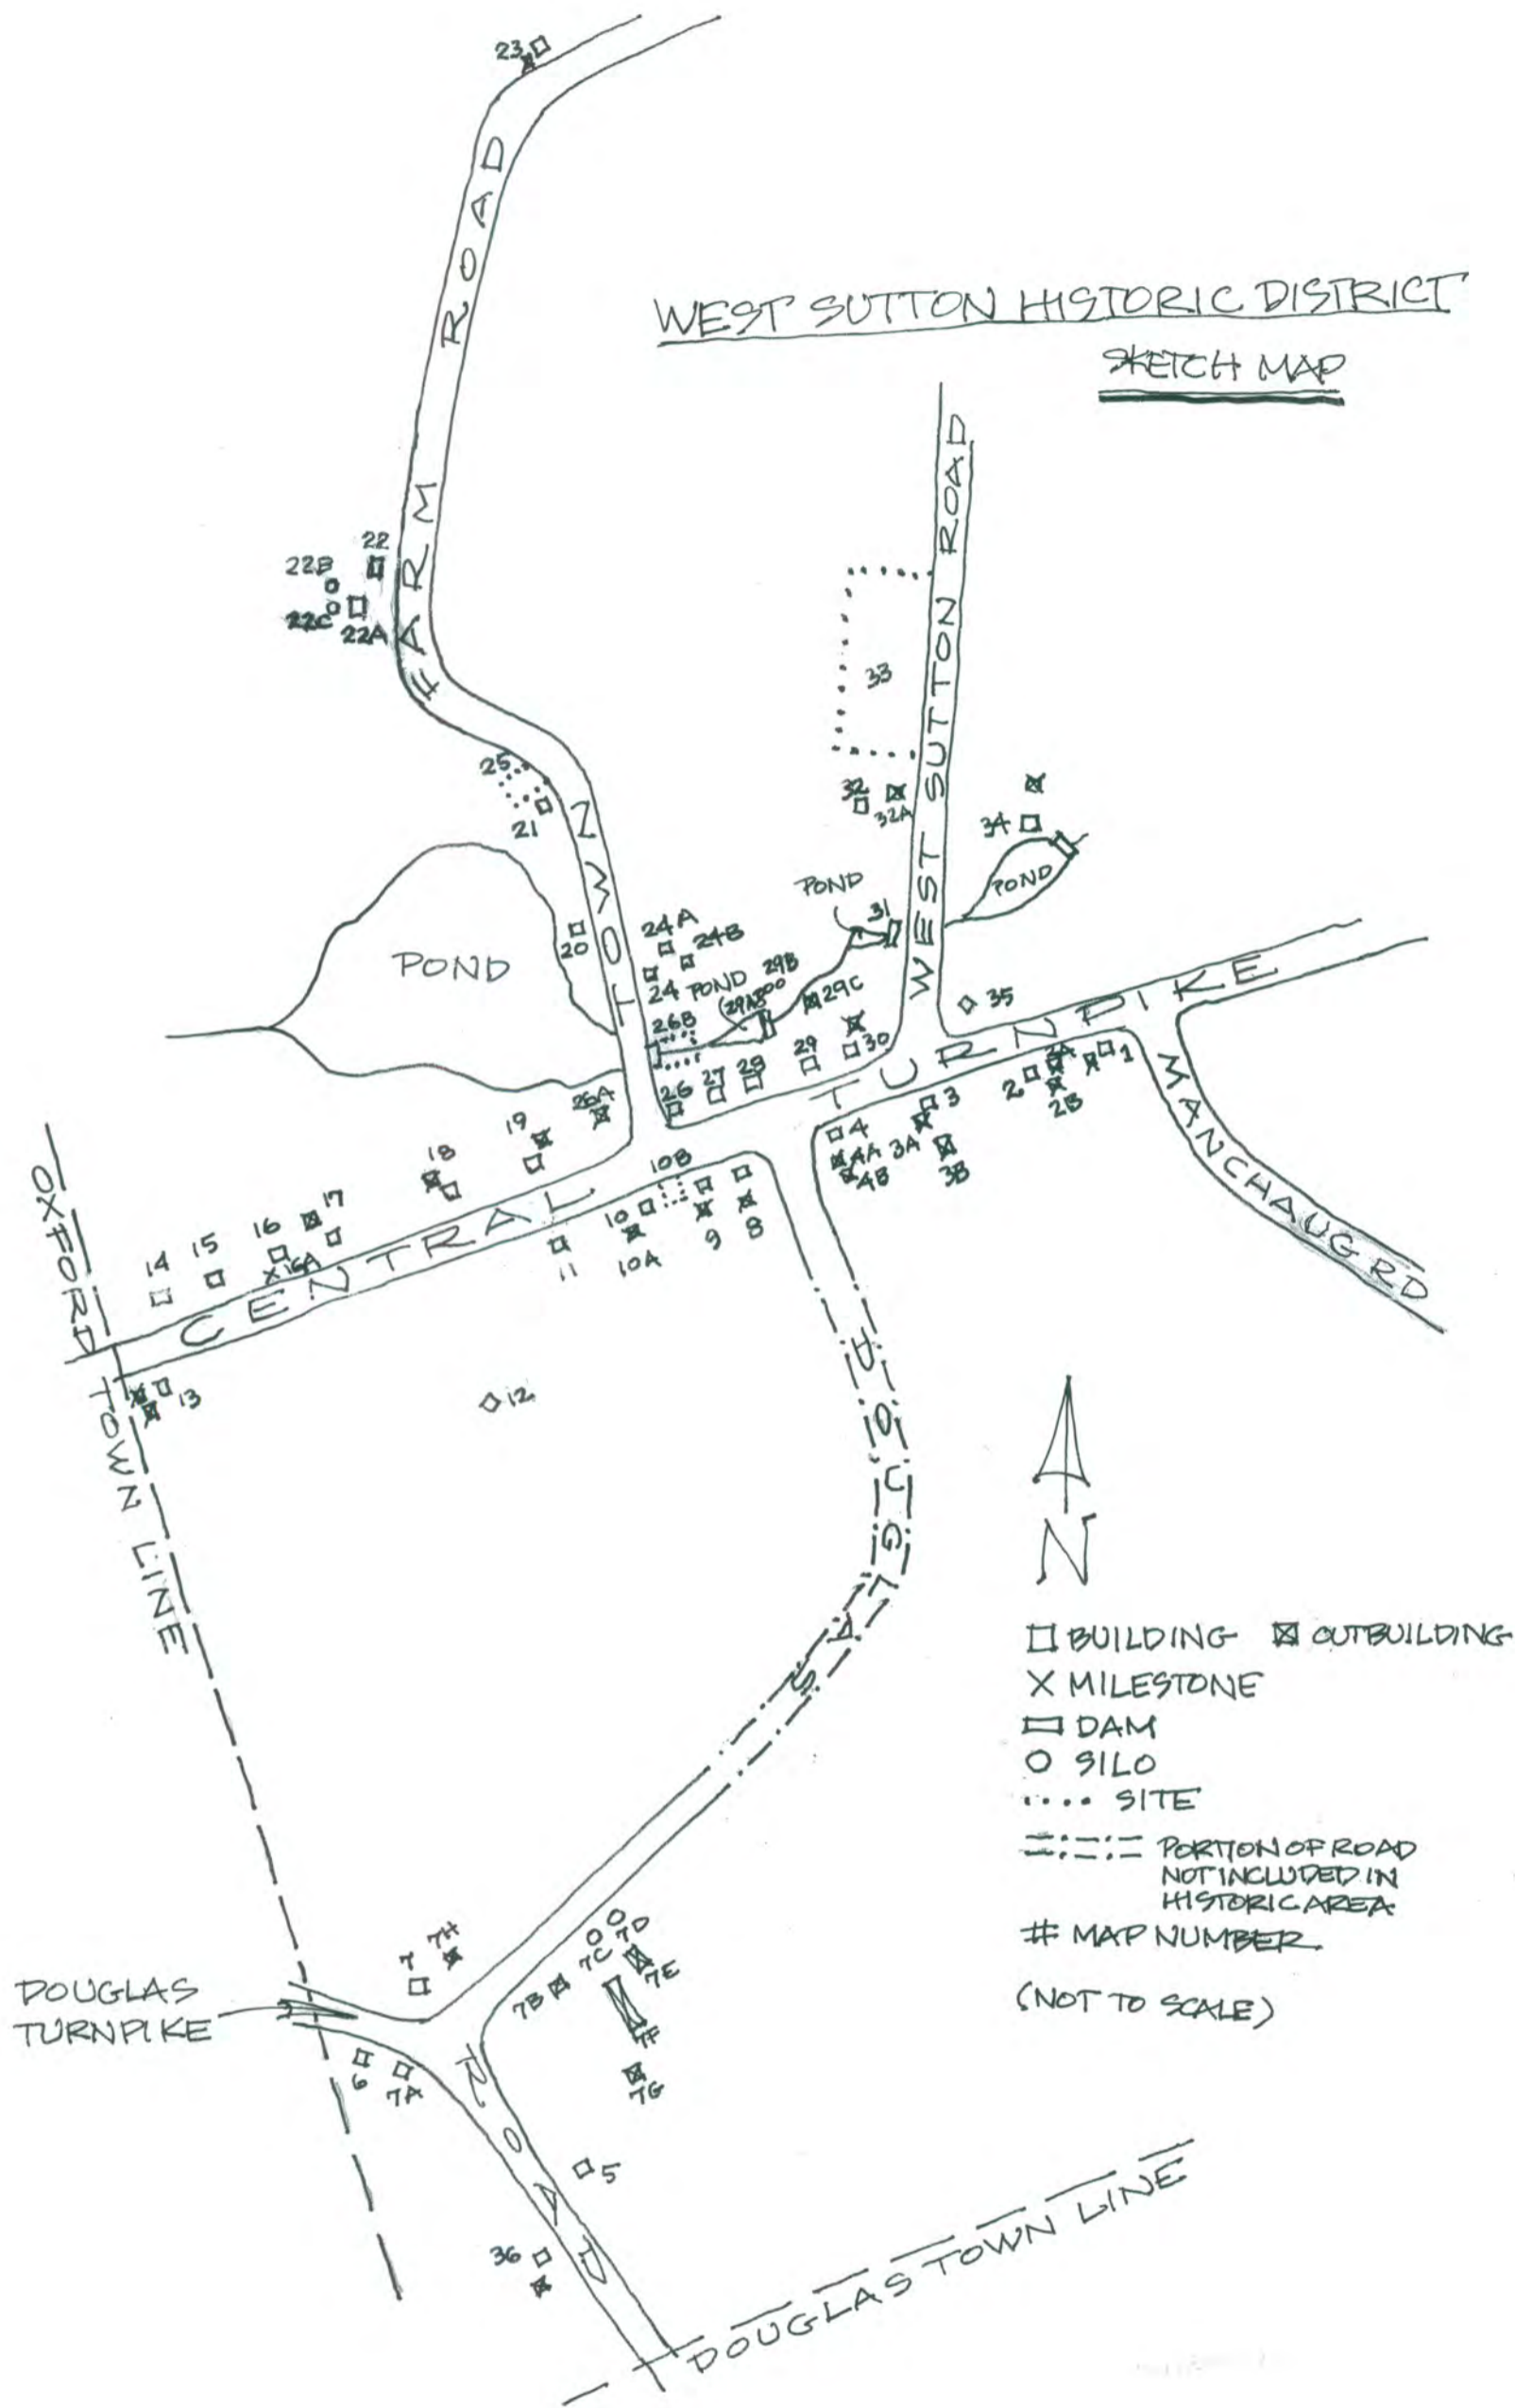 23
TOWN FARM ROAD
WEST SUTTON HISTORIC DISTRICT
SKETCH MAP
22
22B
22C
22A
WEST SUTTON ROAD
33
25
21
32
32A
34
POND
POND
31
24A
24B
20
POND
24
POND
29B
29A
29C
35
26B
29
30
26
27
28
26A
19
18
17
16
16A
15
14
CENTRAL TURNPIKE
2A
1
2
2B
3
3A
3B
4
4A
4B
MANCHAUG RD
10B
10
10A
11
9
8
OXFORD TOWN LINE
13
12
DOUGLAS ROAD
N
BUILDING OUTBUILDING
X MILESTONE
DAM
O SILO
SITE
PORTION OF ROAD
NOT INCLUDED IN
HISTORIC AREA
# MAP NUMBER
(NOT TO SCALE)
7
7H
7B
7C
7D
7E
7F
7G
DOUGLAS
TURNPIKE
6
7A
5
36
DOUGLAS TOWN LINE